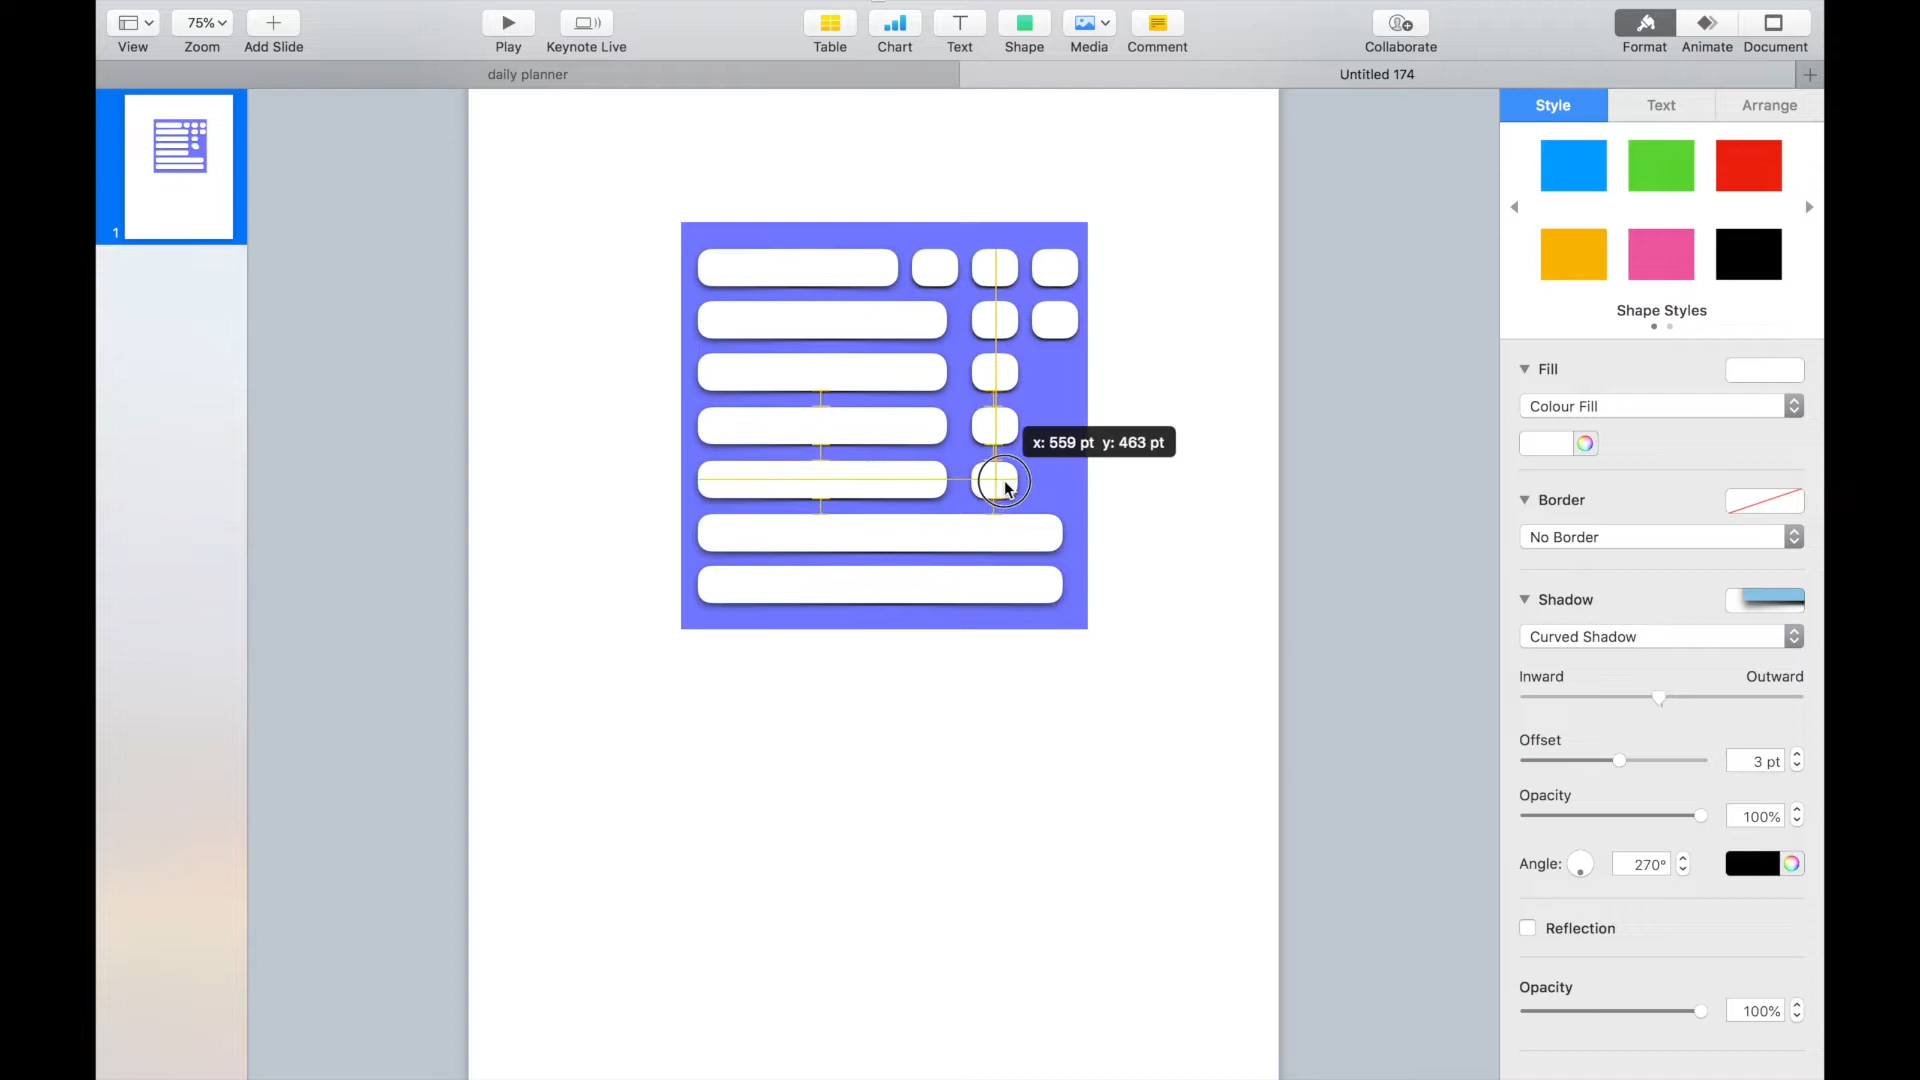 75%
View
Zoom
Add Slide
Play
Keynote Live
Table
Chart
Text
Shape
Media
Comment
Collaborate
Format
Animate
Document
daily planner
Untitled 174
1
x: 559 pt y: 463 pt
Style
Text
Arrange
Shape Styles
Fill
Colour Fill
Border
No Border
Shadow
Curved Shadow
Inward
Outward
Offset
3 pt
Opacity
100%
Angle:
270°
Reflection
Opacity
100%